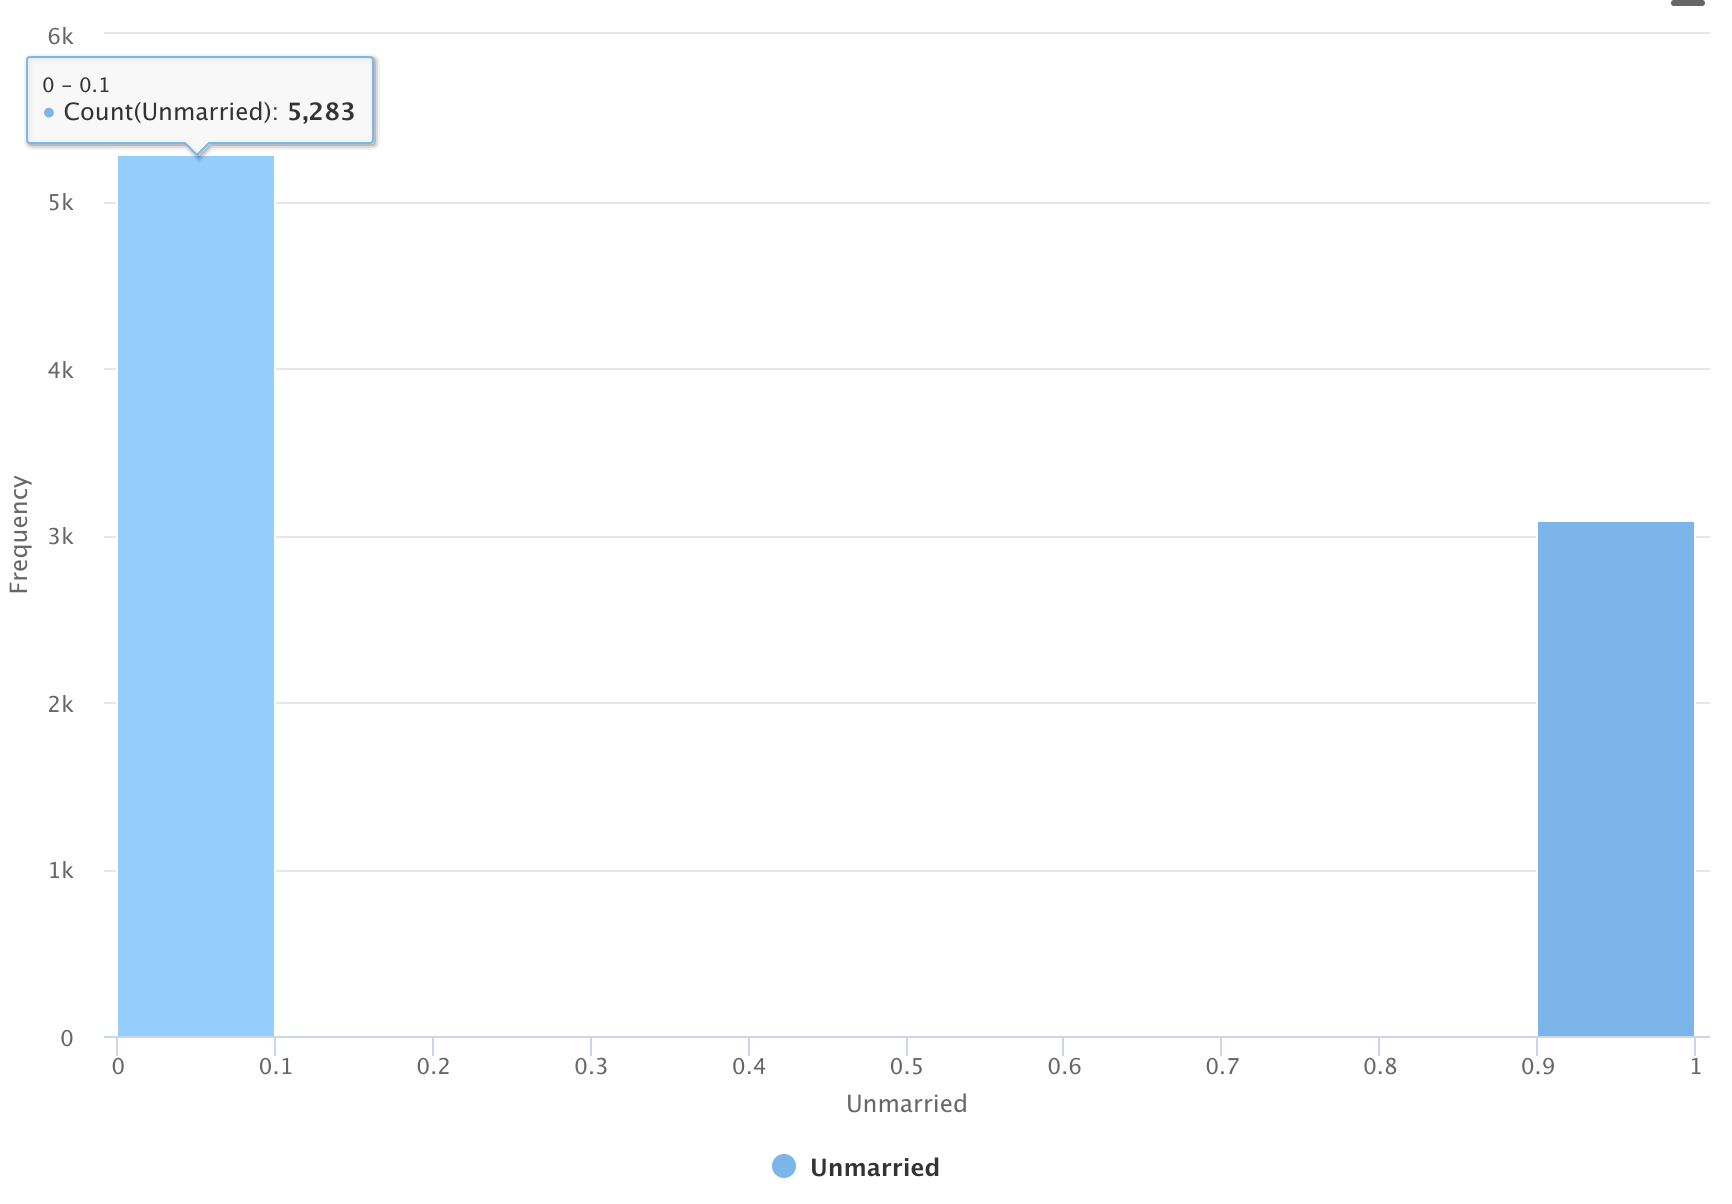 6k
0 – 0.1
● Count(Unmarried): 5,283
5k
4k
3k
2k
1k
0
Frequency
0 0.1 0.2 0.3 0.4 0.5 0.6 0.7 0.8 0.9 1
Unmarried
Unmarried